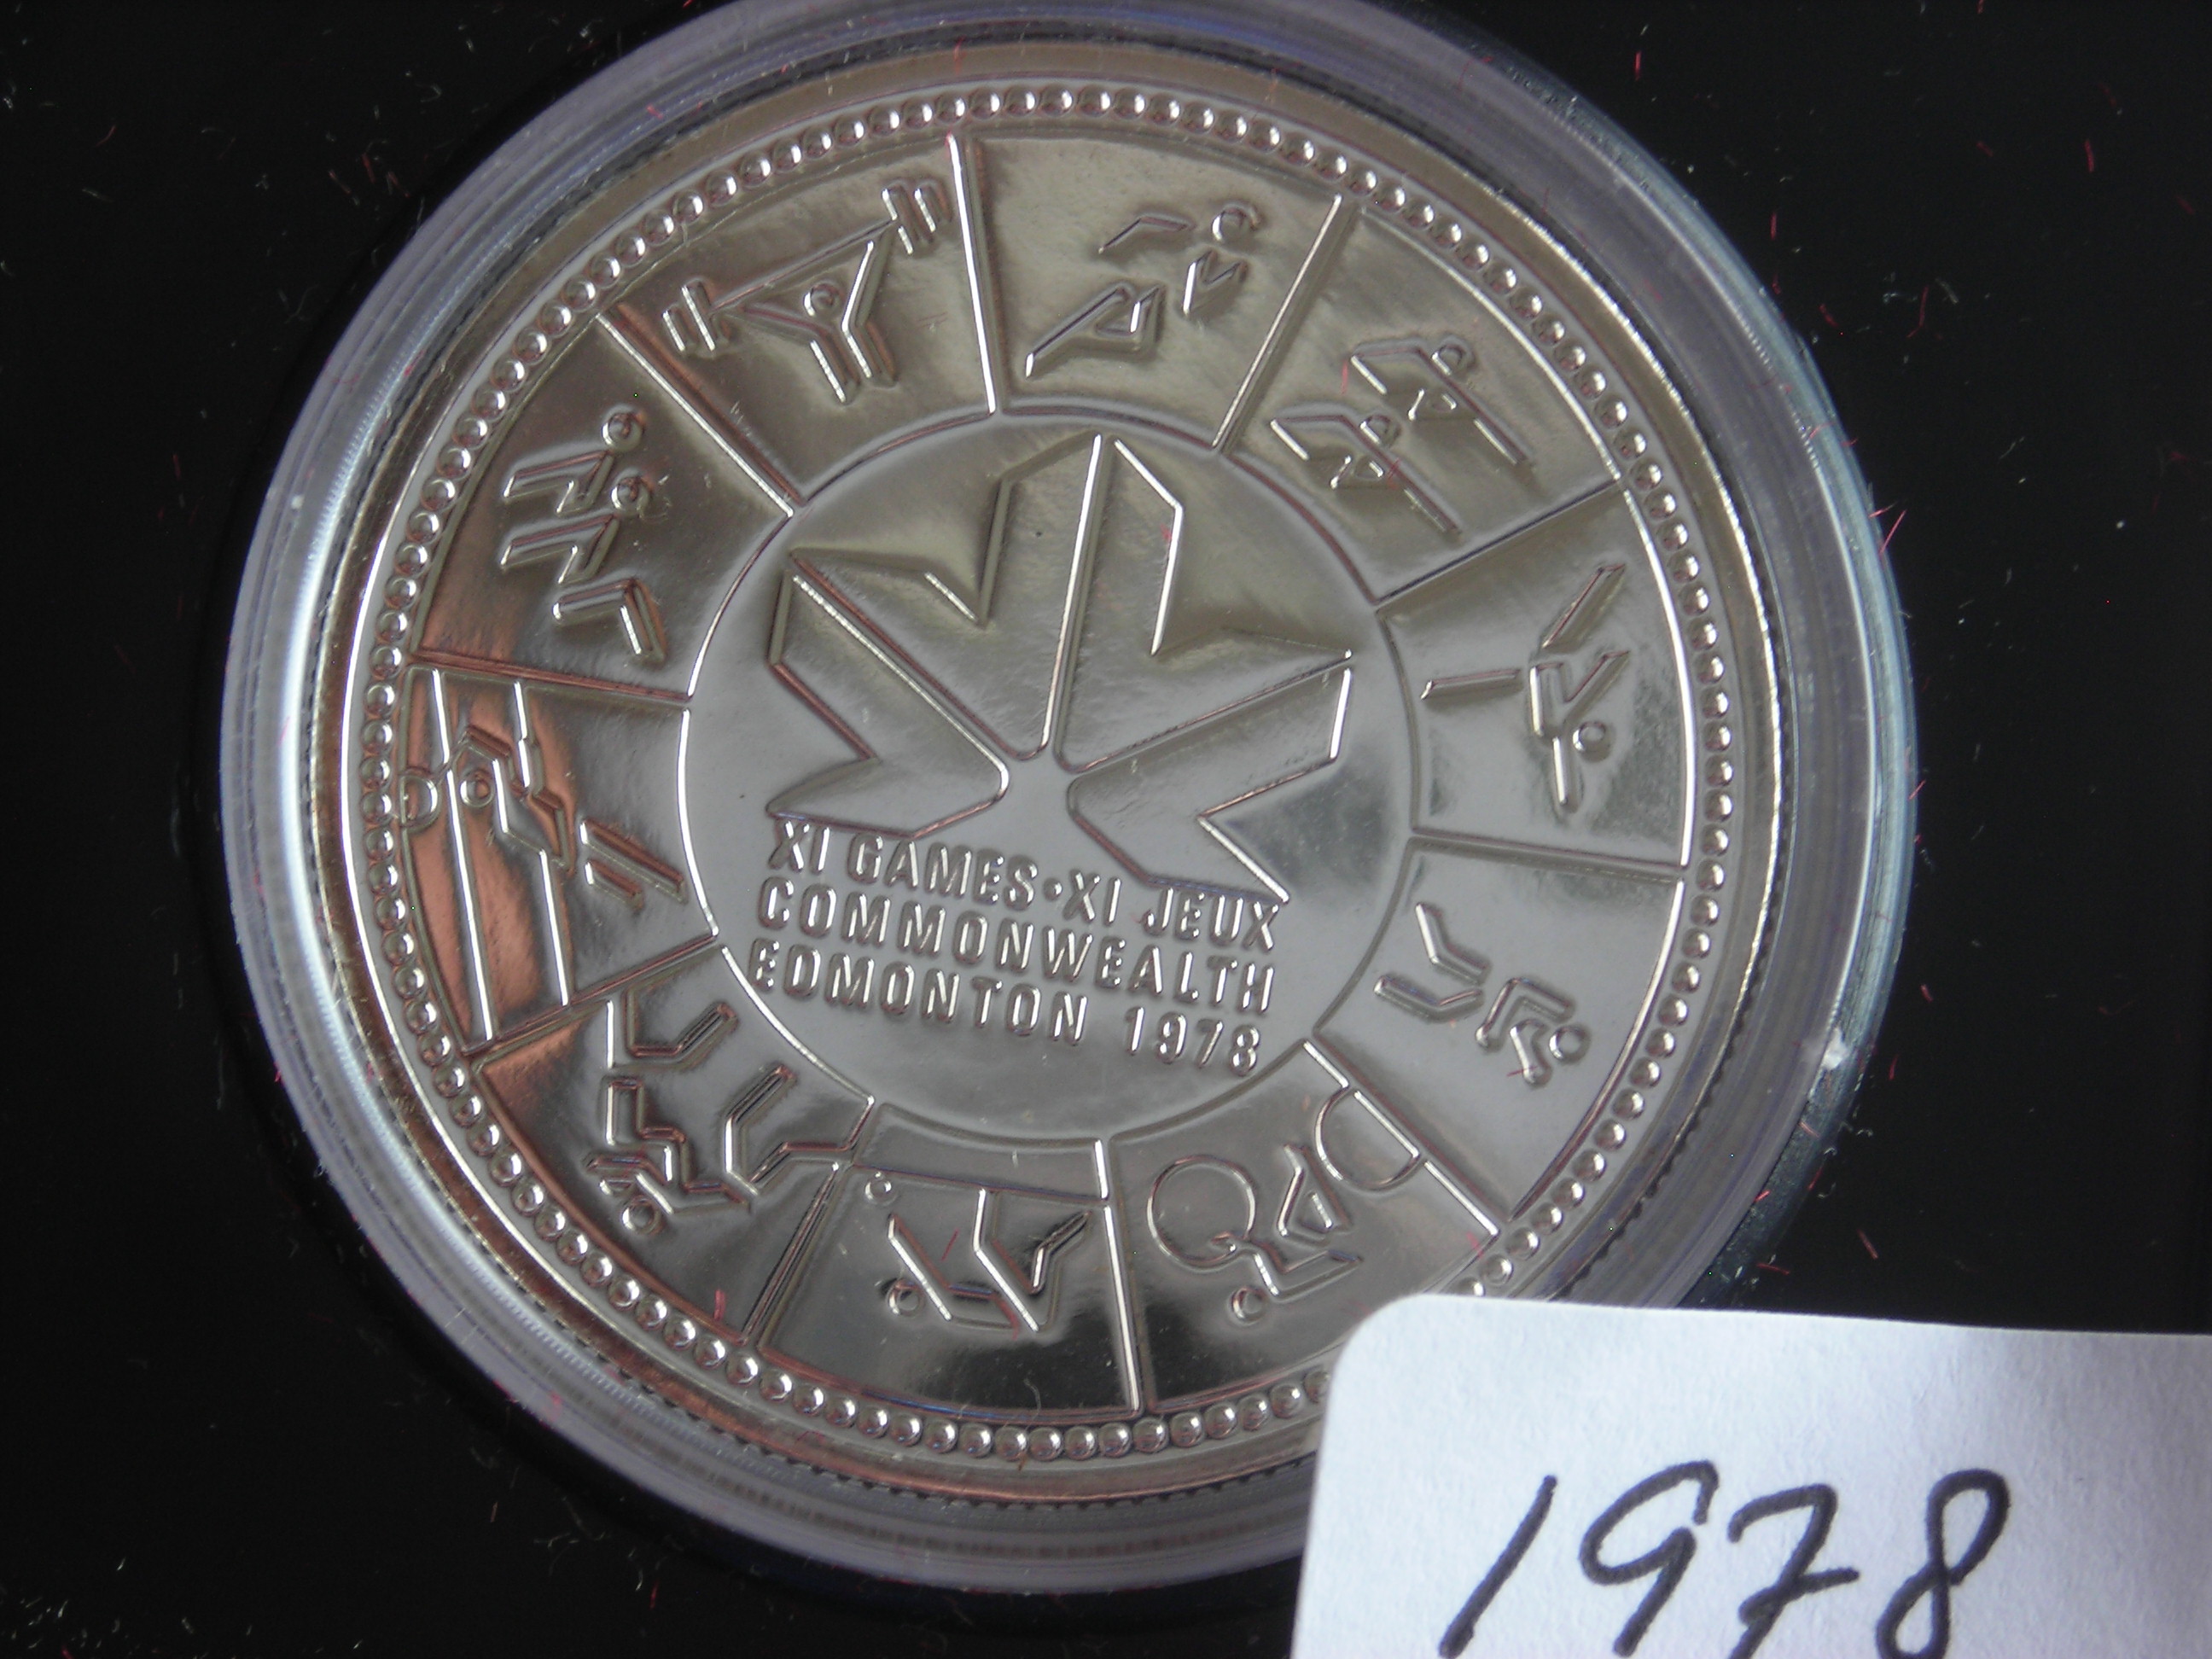 XI GAMES•XI JEUX
COMMONWEALTH
EDMONTON 1978
1978